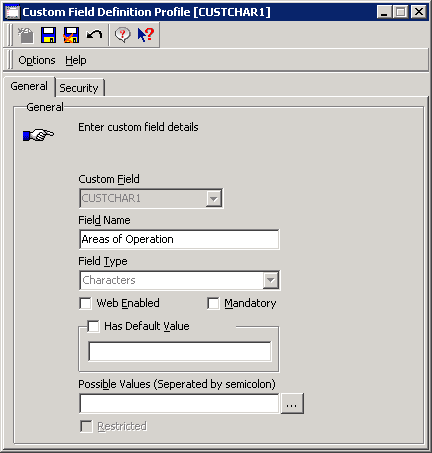 Custom Field Definition Profile [CUSTCHAR1]
Options Help
General Security
General
Enter custom field details
Custom Field
CUSTCHAR1
Field Name
Areas of Operation
Field Type
Characters
Web Enabled Mandatory
Has Default Value
Possible Values (Seperated by semicolon)
...
Restricted